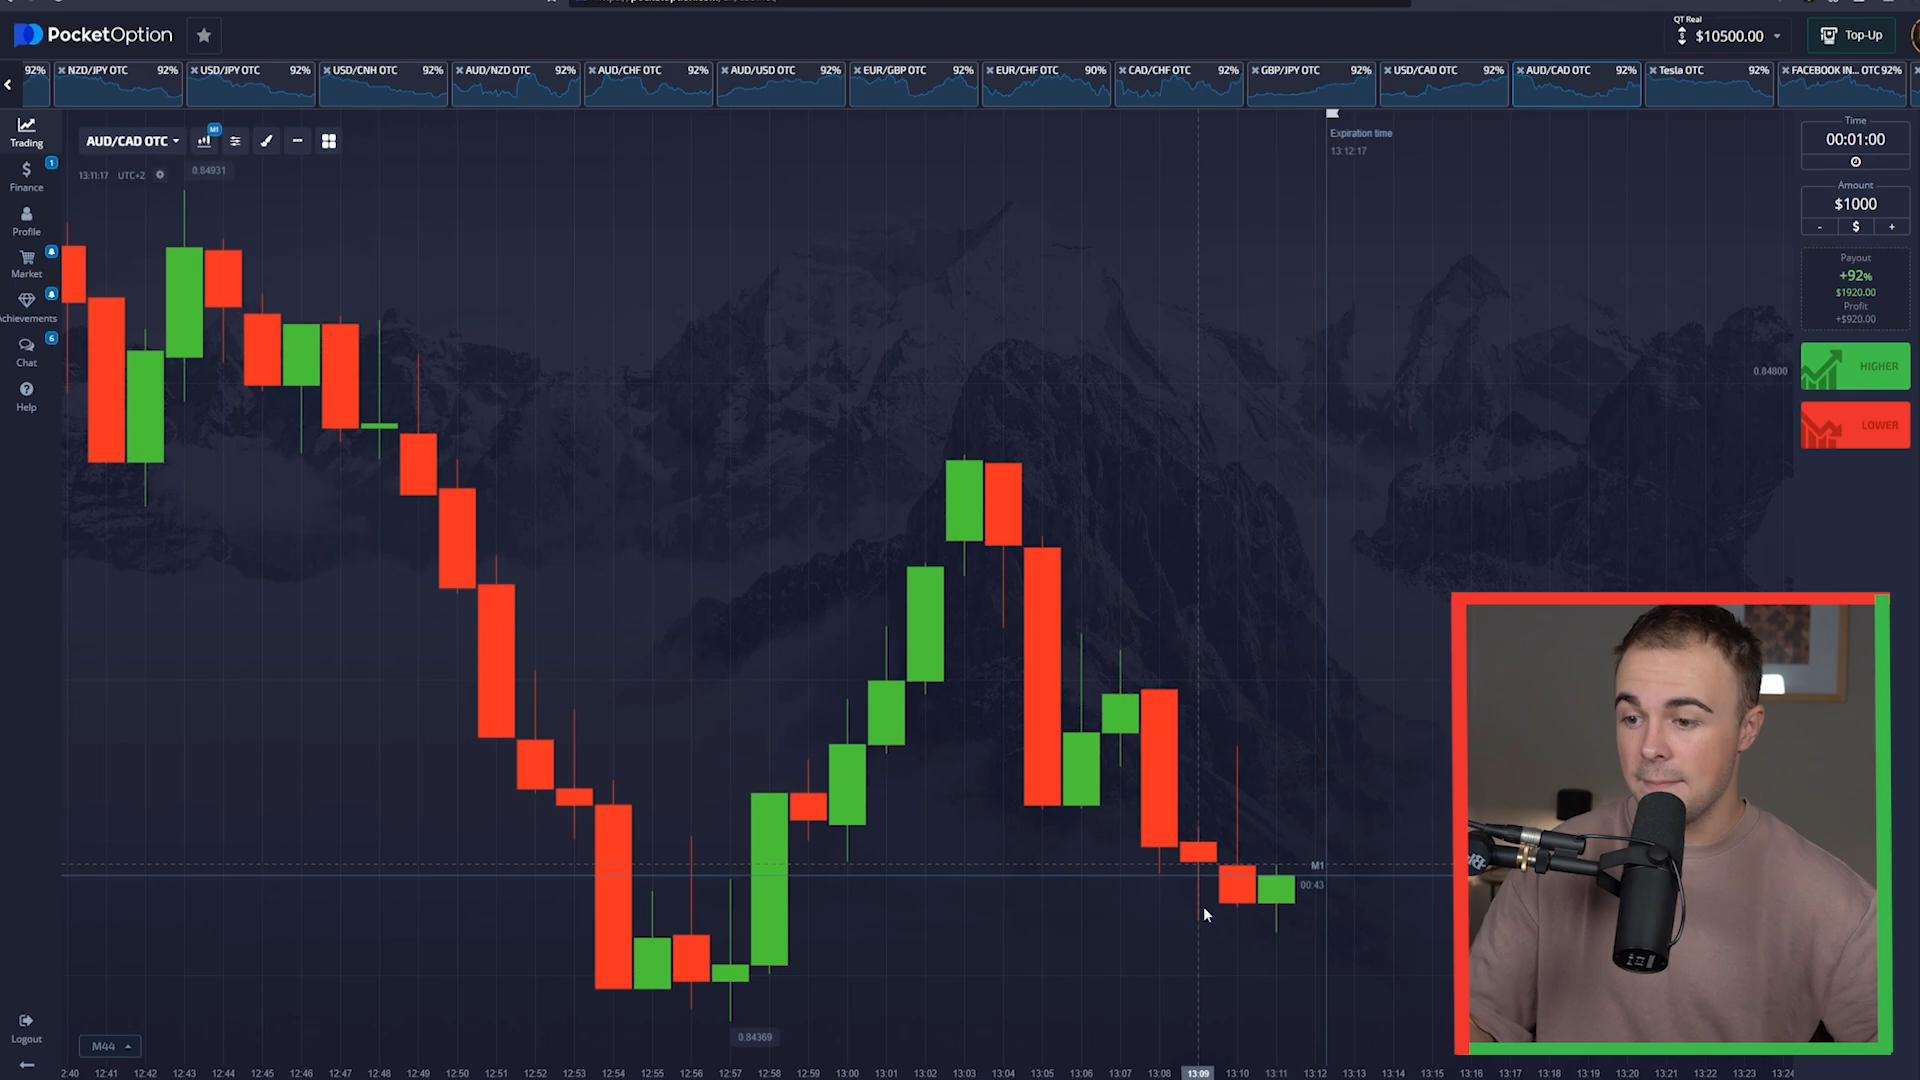 PocketOption
QT Real
$10500.00
Top-Up
92%
NZD/JPY OTC 92%
USD/JPY OTC 92%
USD/CNH OTC 92%
AUD/NZD OTC 92%
AUD/CHF OTC 92%
AUD/USD OTC 92%
EUR/GBP OTC 92%
EUR/CHF OTC 90%
CAD/CHF OTC 92%
GBP/JPY OTC 92%
USD/CAD OTC 92%
AUD/CAD OTC 92%
Tesla OTC 92%
FACEBOOK IN... OTC 92%
Trading
1
Finance
Profile
Market
Achievements
6
Chat
Help
Logout
AUD/CAD OTC
M1
13:11:17 UTC+2
0.84931
Expiration time
13:12:17
0.84800
M1
00:43
0.84369
M44
Time
00:01:00
Amount
$1000
- $ +
Payout
+92%
$1920.00
Profit
+$920.00
HIGHER
LOWER
2:40 12:41 12:42 12:43 12:44 12:45 12:46 12:47 12:48 12:49 12:50 12:51 12:52 12:53 12:54 12:55 12:56 12:57 12:58 12:59 13:00 13:01 13:02 13:03 13:04 13:05 13:06 13:07 13:08 13:09 13:10 13:11 13:12 13:13 13:14 13:15 13:16 13:17 13:18 13:19 13:20 13:21 13:22 13:23 13:24